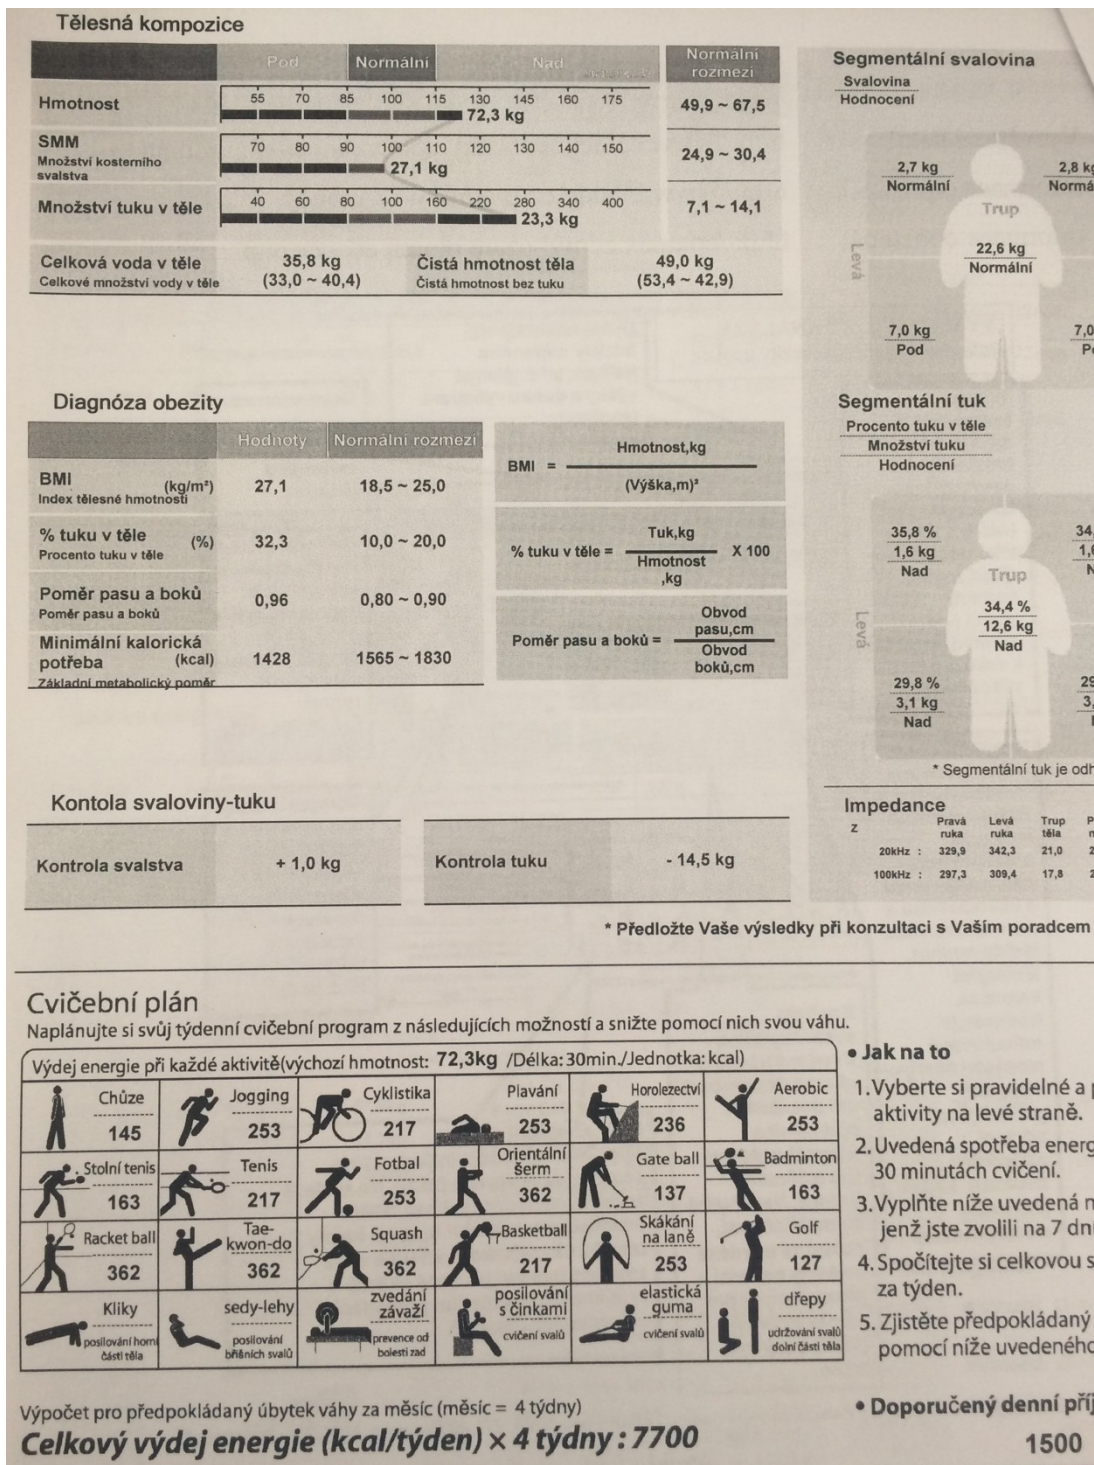 Tělesná kompozice
Pod Normální Nad Normální rozmezí
Hmotnost 55 70 85 100 115 130 145 160 175
72,3 kg 49,9 ~ 67,5
SMM 70 80 90 100 110 120 130 140 150
Množství kosterního
svalstva 27,1 kg 24,9 ~ 30,4
Množství tuku v těle 40 60 80 100 160 220 280 340 400
23,3 kg 7,1 ~ 14,1
Celková voda v těle 35,8 kg Čistá hmotnost těla 49,0 kg
Celkové množství vody v těle (33,0 ~ 40,4) Čistá hmotnost bez tuku (53,4 ~ 42,9)
Segmentální svalovina
Svalovina
Hodnocení
2,7 kg 2,8 kg
Normální Normá
Trup
22,6 kg
Normální
Levá
7,0 kg 7,0
Pod P
Diagnóza obezity
Hodnoty Normální rozmezí
BMI (kg/m²) 27,1 18,5 ~ 25,0
Index tělesné hmotnosti
% tuku v těle (%) 32,3 10,0 ~ 20,0
Procento tuku v těle
Poměr pasu a boků 0,96 0,80 ~ 0,90
Poměr pasu a boků
Minimální kalorická
potřeba (kcal) 1428 1565 ~ 1830
Základní metabolický poměr
BMI = Hmotnost,kg
(Výška,m)²
% tuku v těle = Tuk,kg X 100
Hmotnost
,kg
Poměr pasu a boků = Obvod
pasu,cm
Obvod
boků,cm
Segmentální tuk
Procento tuku v těle
Množství tuku
Hodnocení
35,8 % 34,
1,6 kg 1,
Nad N
Trup
34,4 %
12,6 kg
Nad
Levá
29,8 % 29
3,1 kg 3,
Nad
* Segmentální tuk je odh
Kontola svaloviny-tuku
Kontrola svalstva + 1,0 kg Kontrola tuku - 14,5 kg
Impedance
Z Pravá ruka Levá ruka Trup těla
20kHz : 329,9 342,3 21,0 2
100kHz : 297,3 309,4 17,8 2
* Předložte Vaše výsledky při konzultaci s Vaším poradcem
Cvičební plán
Naplánujte si svůj týdenní cvičební program z následujících možností a snižte pomocí nich svou váhu.
Výdej energie při každé aktivitě(výchozí hmotnost: 72,3kg /Délka: 30min./Jednotka: kcal)
Chůze Jogging Cyklistika Plavání Horolezectví Aerobic
145 253 217 253 236 253
Stolní tenis Tenis Fotbal Orientální šerm Gate ball Badminton
163 217 253 362 137 163
Racket ball Tae-kwon-do Squash Basketball Skákání na laně Golf
362 362 362 217 253 127
Kliky sedy-lehy zvedání závaží posilování s činkami elastická guma dřepy
posilování horní části těla posilování břišních svalů prevence od bolesti zad cvičení svalů cvičení svalů udržování svalů dolní části těla
• Jak na to
1. Vyberte si pravidelné a p
aktivity na levé straně.
2. Uvedená spotřeba energ
30 minutách cvičení.
3. Vyplňte níže uvedená n
jenž jste zvolili na 7 dní
4. Spočítejte si celkovou s
za týden.
5. Zjistěte předpokládaný
pomocí níže uvedeného
Výpočet pro předpokládaný úbytek váhy za měsíc (měsíc = 4 týdny)
Celkový výdej energie (kcal/týden) × 4 týdny : 7700
• Doporučený denní příj
1500